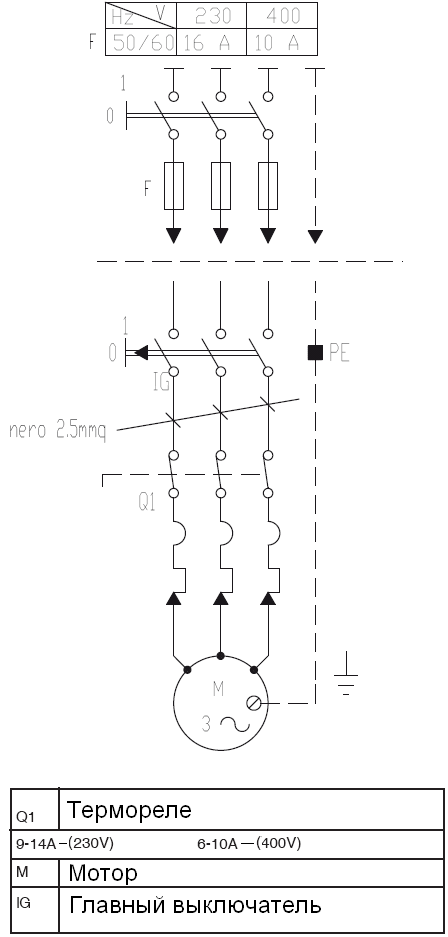 Hz V 230 400
F 50/60 16 A 10 A
1
0
F
1
0
PE
IG
nero 2.5mmq
Q1
M
3
Q1 Термореле
9-14A–(230V) 6-10A—(400V)
M Мотор
IG Главный выключатель